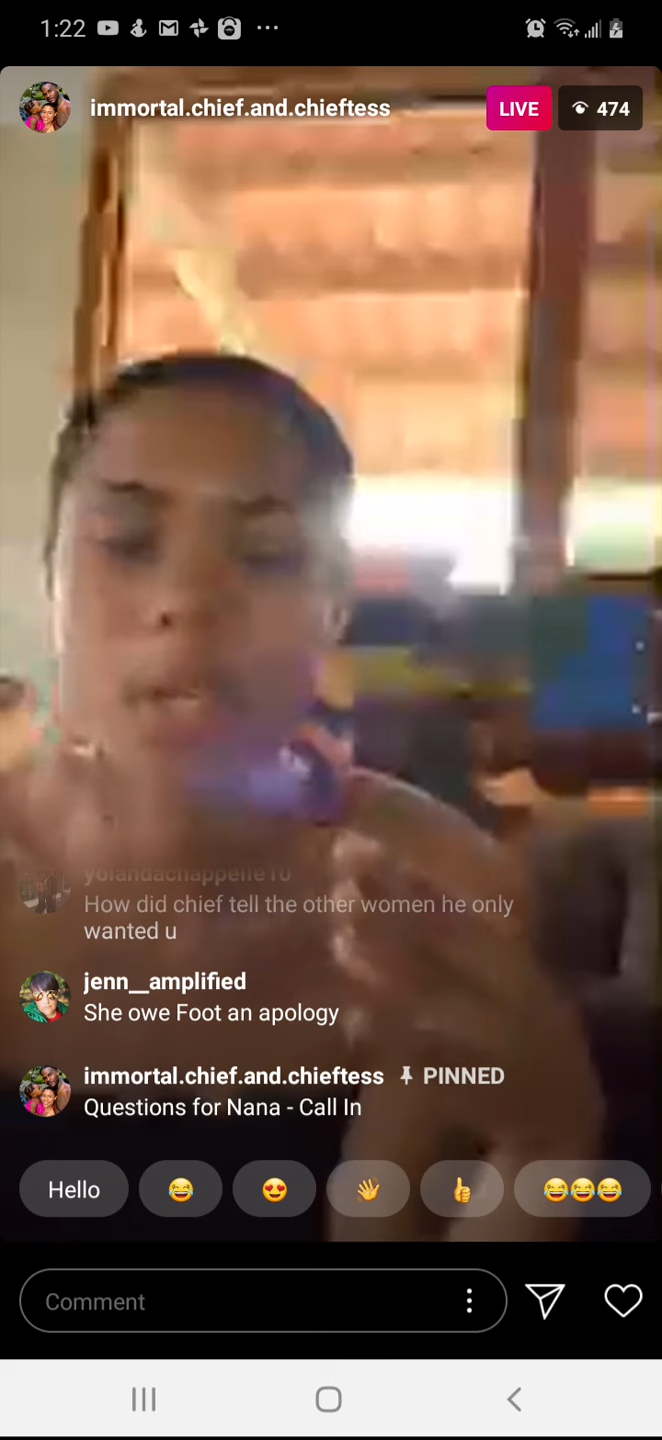 1:22
immortal.chief.and.chieftess
LIVE
474
yolandachappelle10
How did chief tell the other women he only
wanted u
jenn__amplified
She owe Foot an apology
immortal.chief.and.chieftess PINNED
Questions for Nana - Call In
Hello
Comment